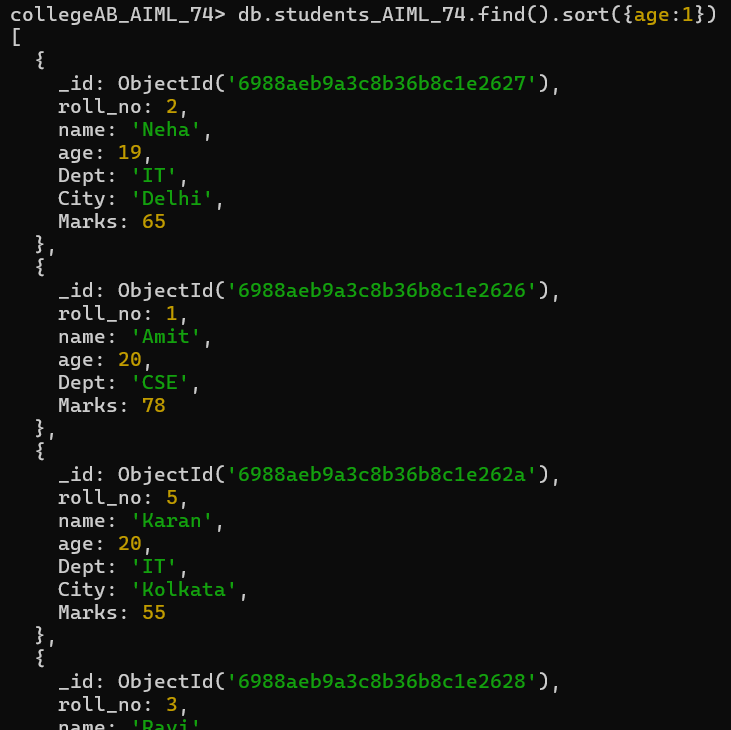 collegeAB_AIML_74> db.students_AIML_74.find().sort({age:1})
[
  {
    _id: ObjectId('6988aeb9a3c8b36b8c1e2627'),
    roll_no: 2,
    name: 'Neha',
    age: 19,
    Dept: 'IT',
    City: 'Delhi',
    Marks: 65
  },
  {
    _id: ObjectId('6988aeb9a3c8b36b8c1e2626'),
    roll_no: 1,
    name: 'Amit',
    age: 20,
    Dept: 'CSE',
    Marks: 78
  },
  {
    _id: ObjectId('6988aeb9a3c8b36b8c1e262a'),
    roll_no: 5,
    name: 'Karan',
    age: 20,
    Dept: 'IT',
    City: 'Kolkata',
    Marks: 55
  },
  {
    _id: ObjectId('6988aeb9a3c8b36b8c1e2628'),
    roll_no: 3,
    name: 'Ravi'